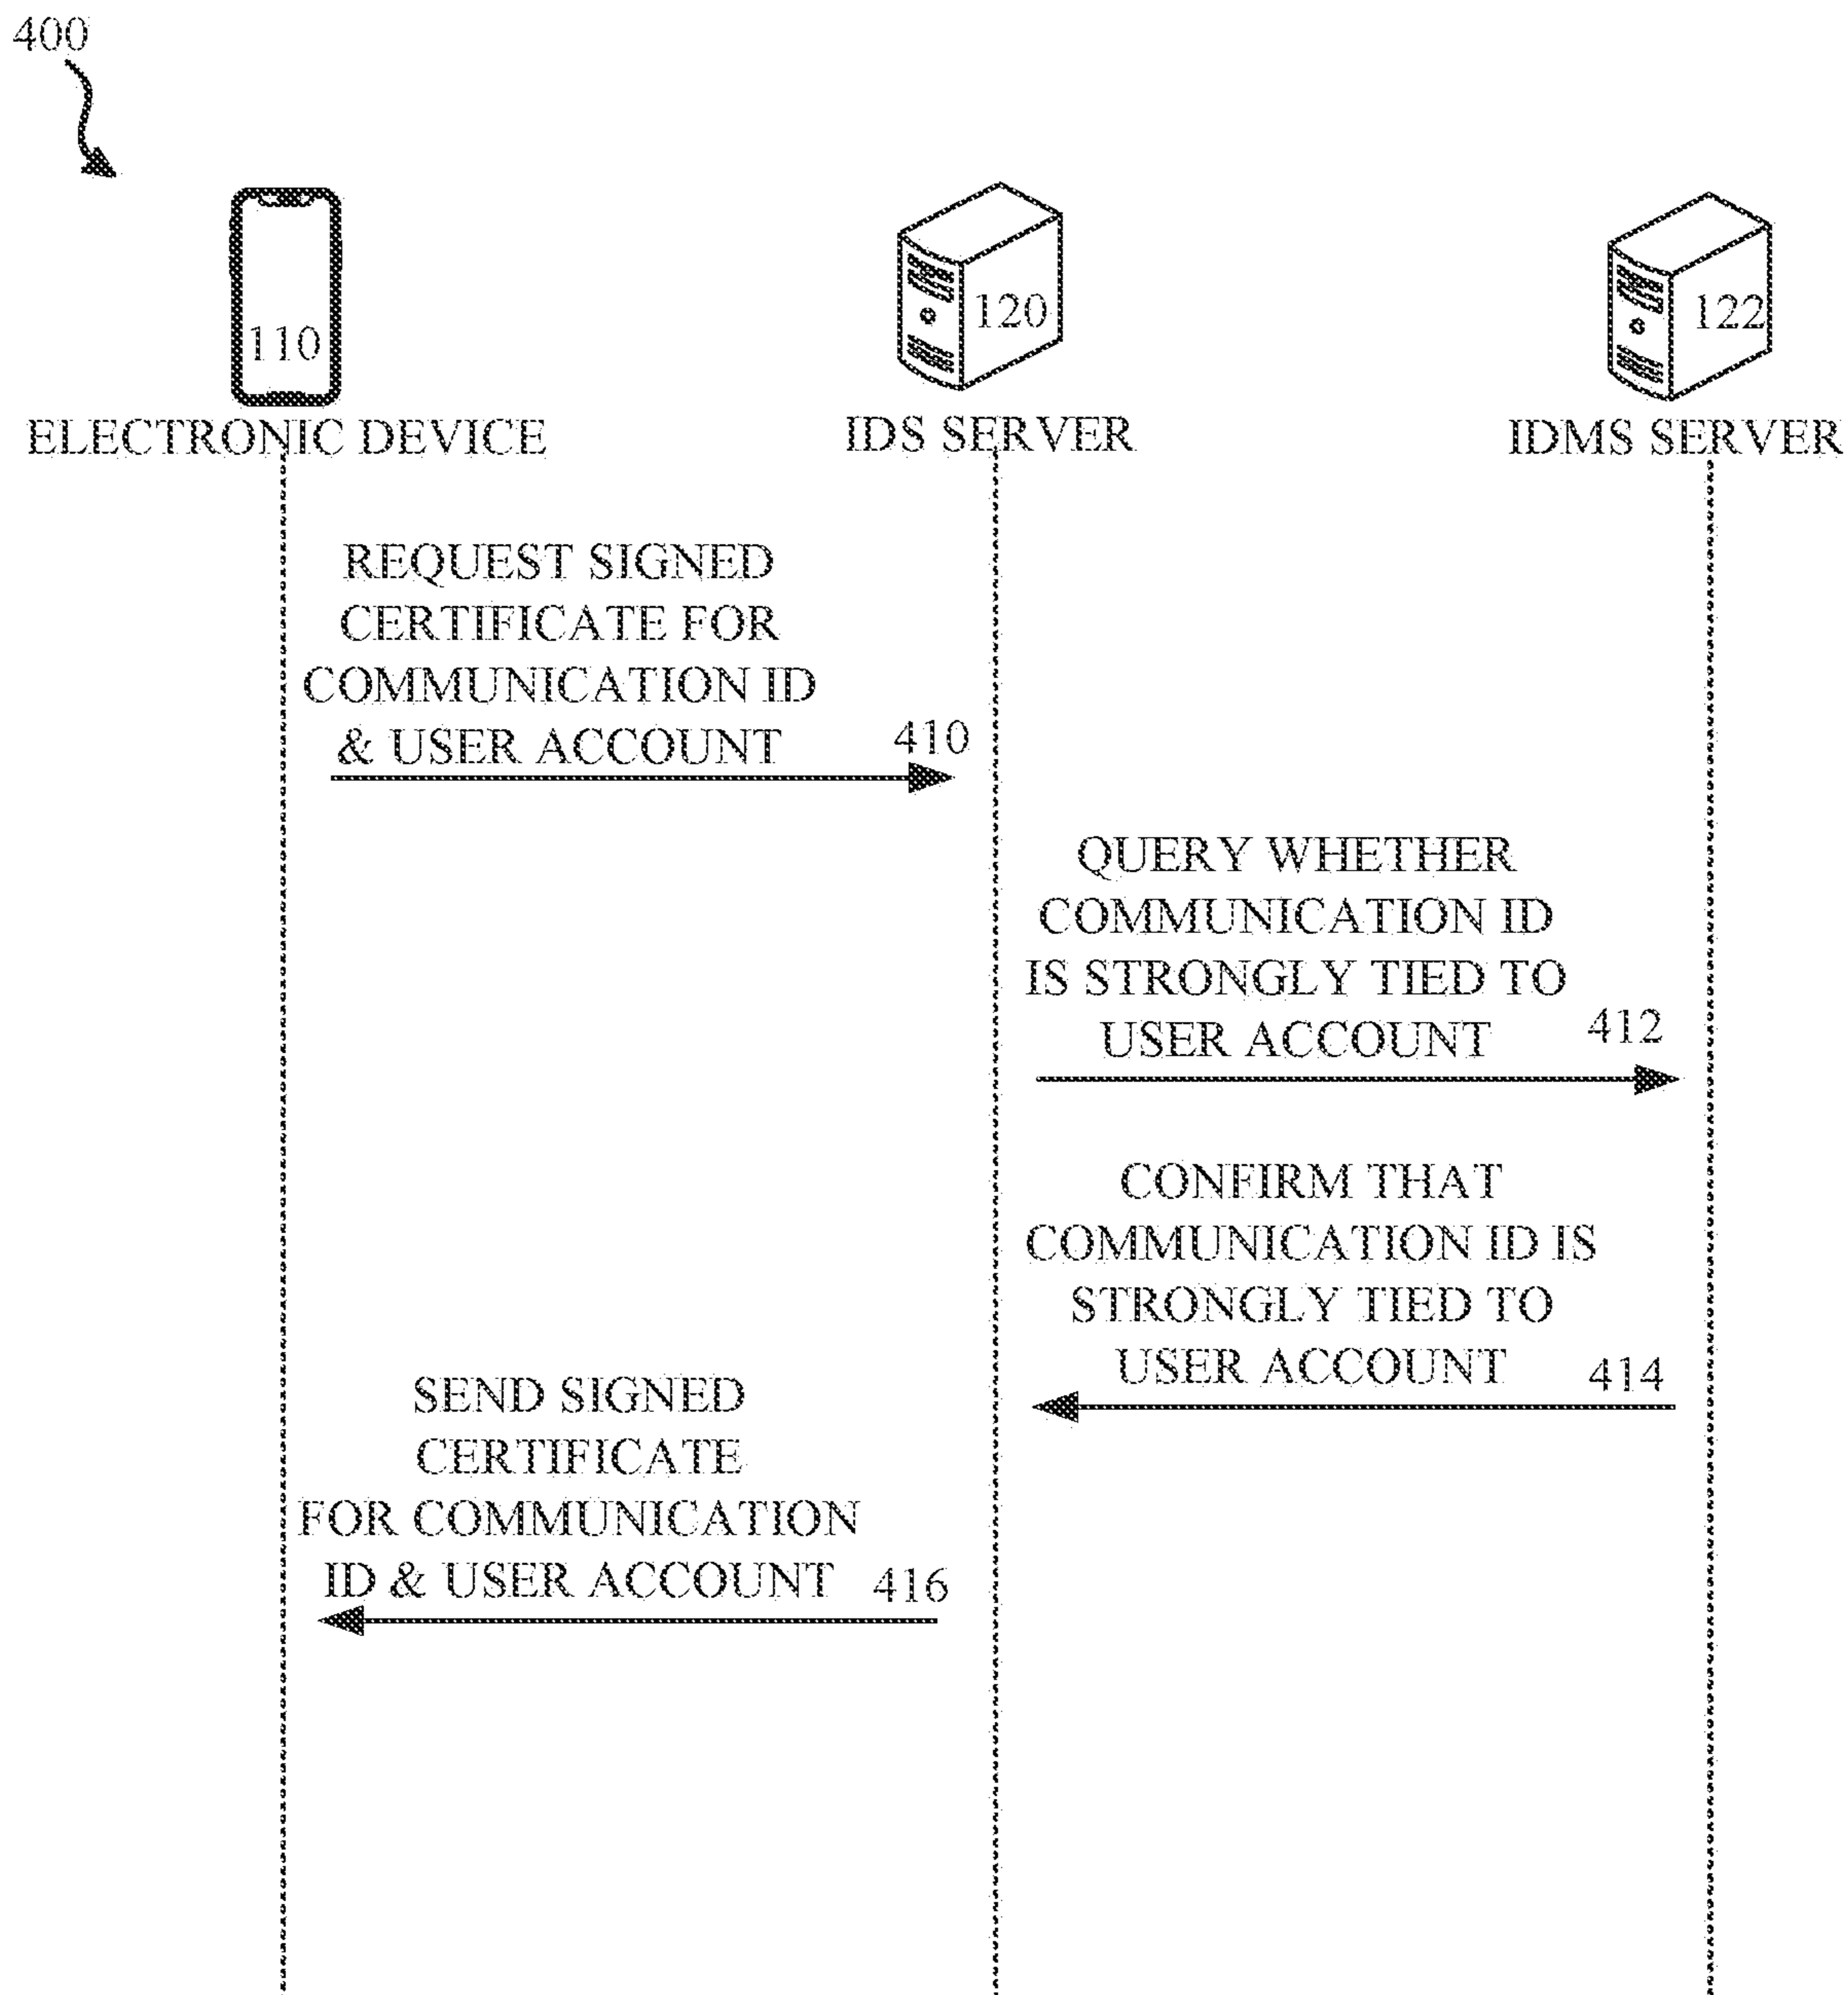 400
110
120
122
ELECTRONIC DEVICE
IDS SERVER
IDMS SERVER
REQUEST SIGNED
CERTIFICATE FOR
COMMUNICATION ID
& USER ACCOUNT
410
QUERY WHETHER
COMMUNICATION ID
IS STRONGLY TIED TO
USER ACCOUNT
412
CONFIRM THAT
COMMUNICATION ID IS
STRONGLY TIED TO
USER ACCOUNT
414
SEND SIGNED
CERTIFICATE
FOR COMMUNICATION
ID & USER ACCOUNT
416